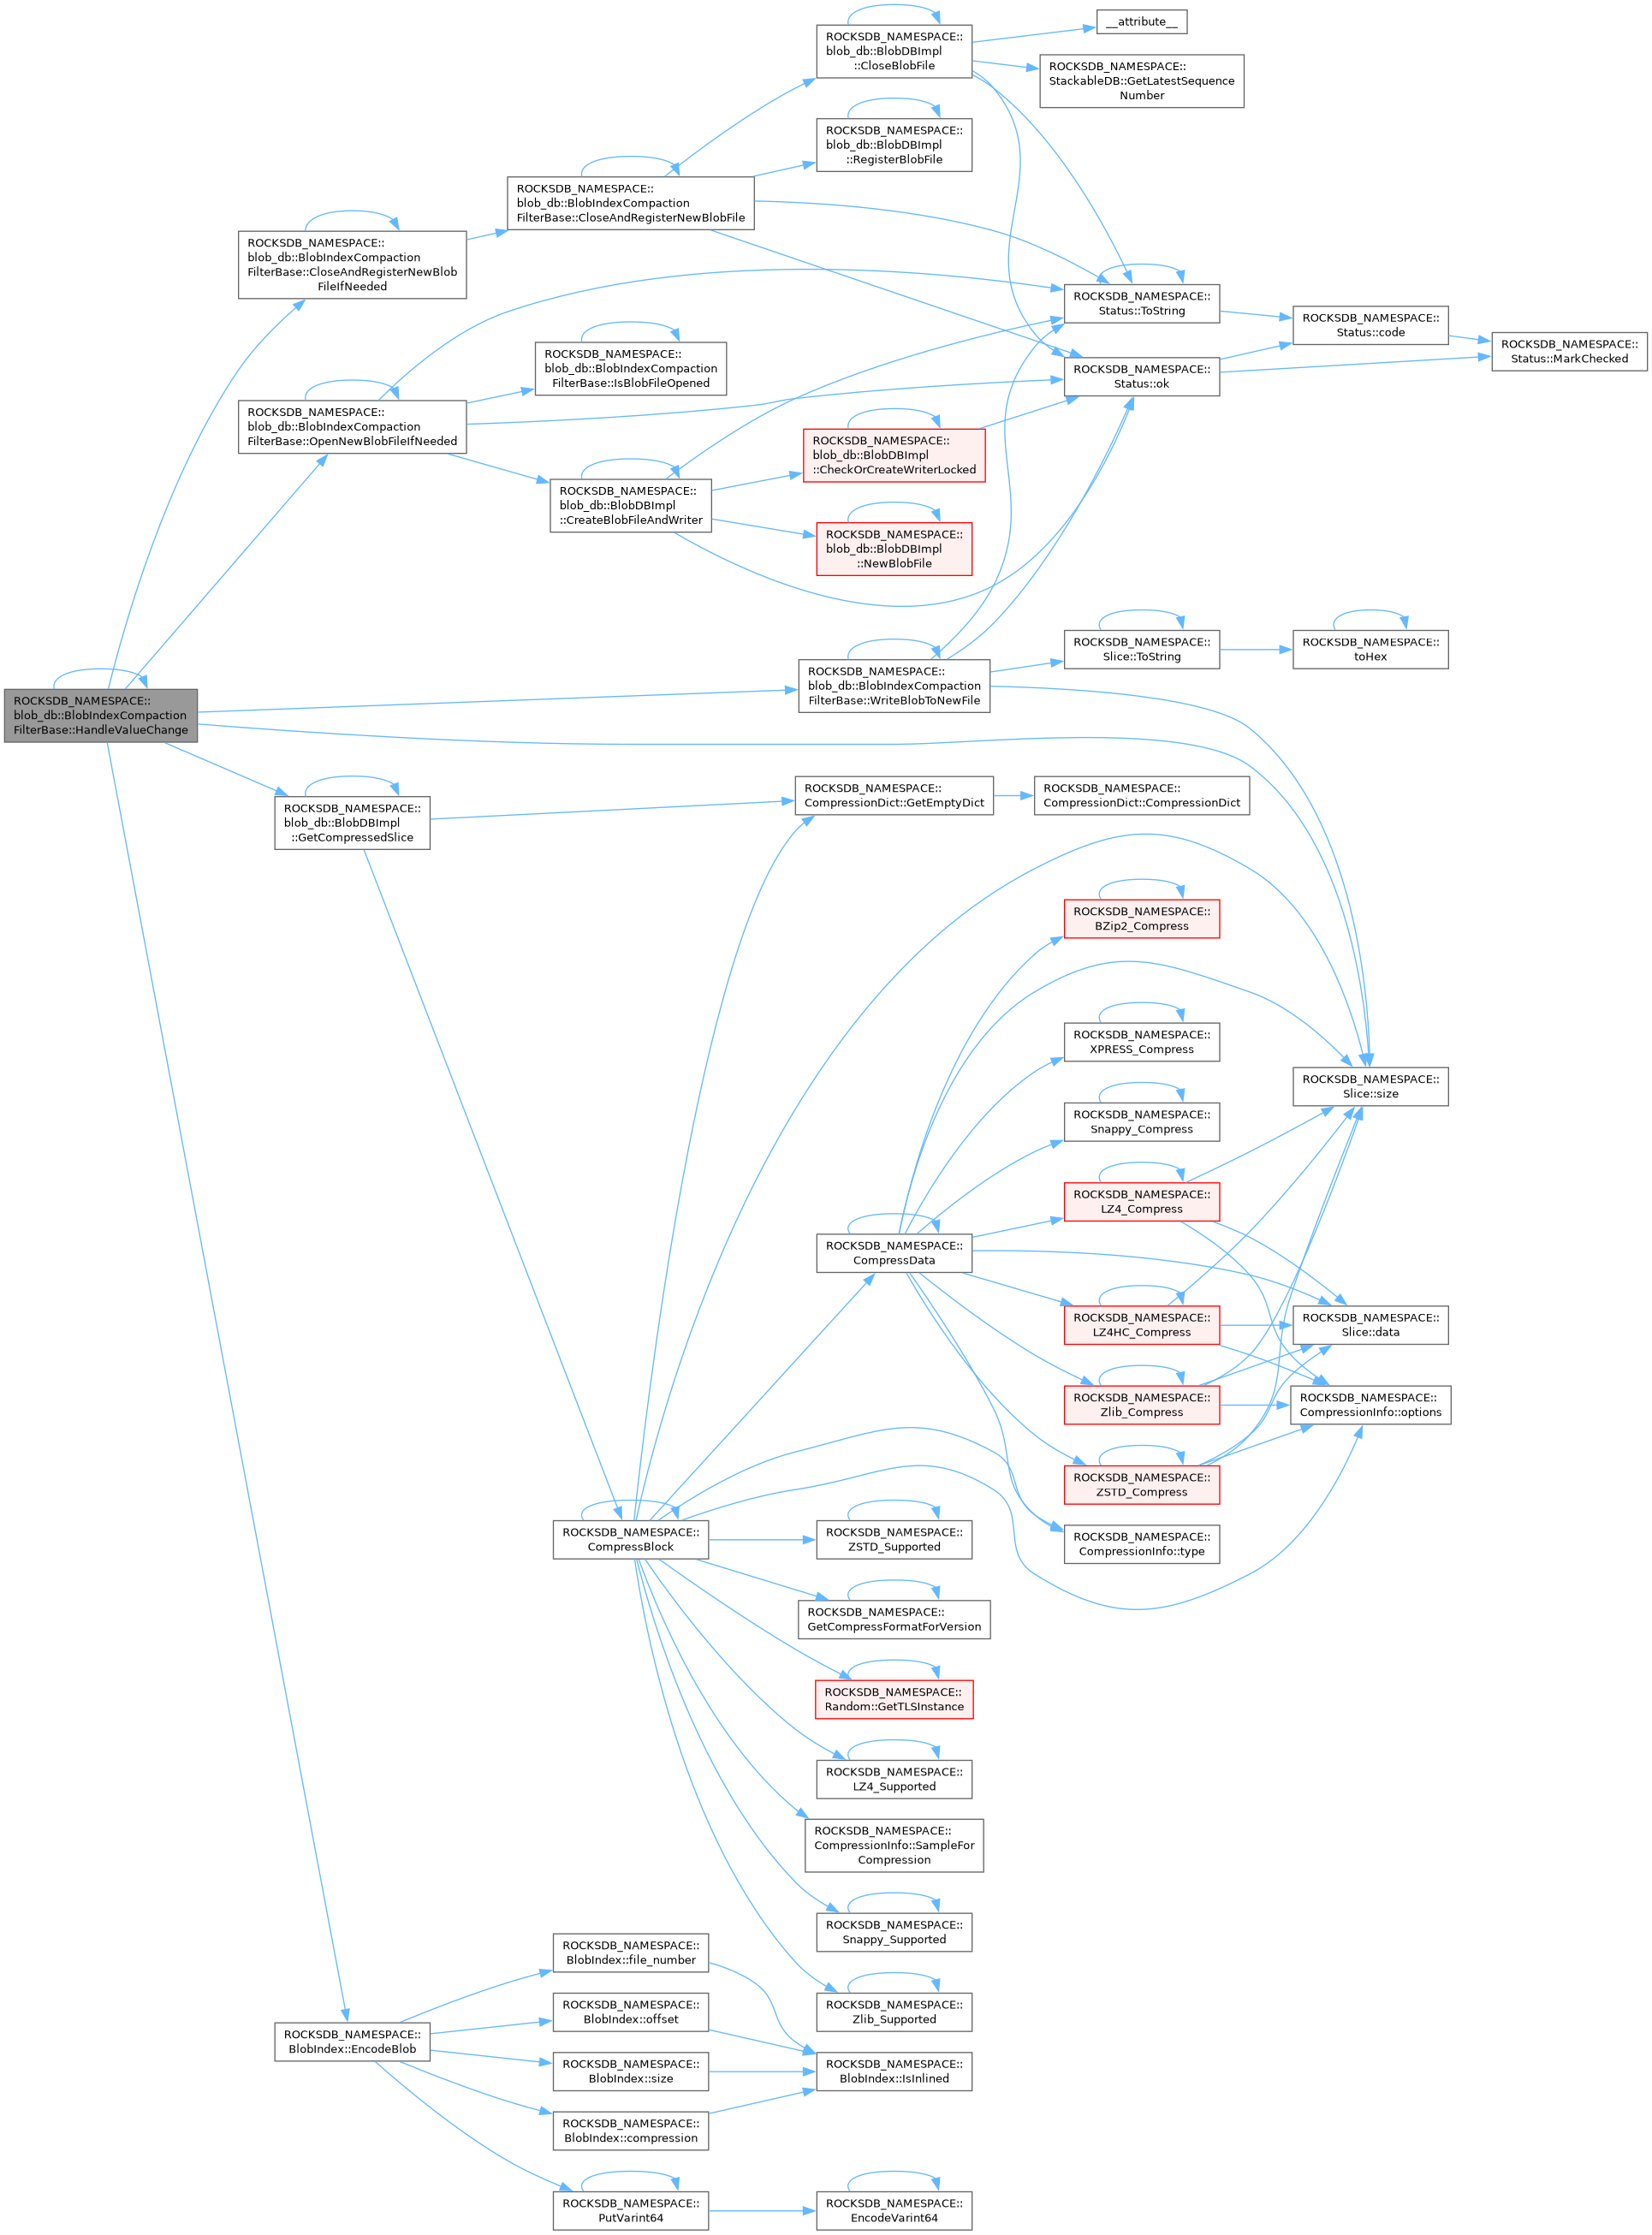 ROCKSDB_NAMESPACE::
blob_db::BlobIndexCompaction
FilterBase::HandleValueChange
ROCKSDB_NAMESPACE::
blob_db::BlobIndexCompaction
FilterBase::CloseAndRegisterNewBlob
FileIfNeeded
ROCKSDB_NAMESPACE::
blob_db::BlobIndexCompaction
FilterBase::CloseAndRegisterNewBlobFile
ROCKSDB_NAMESPACE::
blob_db::BlobDBImpl
::CloseBlobFile
__attribute__
ROCKSDB_NAMESPACE::
StackableDB::GetLatestSequence
Number
ROCKSDB_NAMESPACE::
blob_db::BlobDBImpl
::RegisterBlobFile
ROCKSDB_NAMESPACE::
Status::ToString
ROCKSDB_NAMESPACE::
Status::code
ROCKSDB_NAMESPACE::
Status::MarkChecked
ROCKSDB_NAMESPACE::
Status::ok
ROCKSDB_NAMESPACE::
blob_db::BlobIndexCompaction
FilterBase::OpenNewBlobFileIfNeeded
ROCKSDB_NAMESPACE::
blob_db::BlobIndexCompaction
FilterBase::IsBlobFileOpened
ROCKSDB_NAMESPACE::
blob_db::BlobDBImpl
::CreateBlobFileAndWriter
ROCKSDB_NAMESPACE::
blob_db::BlobDBImpl
::CheckOrCreateWriterLocked
ROCKSDB_NAMESPACE::
blob_db::BlobDBImpl
::NewBlobFile
ROCKSDB_NAMESPACE::
blob_db::BlobIndexCompaction
FilterBase::WriteBlobToNewFile
ROCKSDB_NAMESPACE::
Slice::ToString
ROCKSDB_NAMESPACE::
toHex
ROCKSDB_NAMESPACE::
blob_db::BlobDBImpl
::GetCompressedSlice
ROCKSDB_NAMESPACE::
CompressionDict::GetEmptyDict
ROCKSDB_NAMESPACE::
CompressionDict::CompressionDict
ROCKSDB_NAMESPACE::
BZip2_Compress
ROCKSDB_NAMESPACE::
XPRESS_Compress
ROCKSDB_NAMESPACE::
Snappy_Compress
ROCKSDB_NAMESPACE::
LZ4_Compress
ROCKSDB_NAMESPACE::
Slice::size
ROCKSDB_NAMESPACE::
CompressData
ROCKSDB_NAMESPACE::
LZ4HC_Compress
ROCKSDB_NAMESPACE::
Slice::data
ROCKSDB_NAMESPACE::
Zlib_Compress
ROCKSDB_NAMESPACE::
CompressionInfo::options
ROCKSDB_NAMESPACE::
ZSTD_Compress
ROCKSDB_NAMESPACE::
CompressionInfo::type
ROCKSDB_NAMESPACE::
CompressBlock
ROCKSDB_NAMESPACE::
ZSTD_Supported
ROCKSDB_NAMESPACE::
GetCompressFormatForVersion
ROCKSDB_NAMESPACE::
Random::GetTLSInstance
ROCKSDB_NAMESPACE::
LZ4_Supported
ROCKSDB_NAMESPACE::
CompressionInfo::SampleFor
Compression
ROCKSDB_NAMESPACE::
Snappy_Supported
ROCKSDB_NAMESPACE::
Zlib_Supported
ROCKSDB_NAMESPACE::
BlobIndex::EncodeBlob
ROCKSDB_NAMESPACE::
BlobIndex::file_number
ROCKSDB_NAMESPACE::
BlobIndex::offset
ROCKSDB_NAMESPACE::
BlobIndex::size
ROCKSDB_NAMESPACE::
BlobIndex::compression
ROCKSDB_NAMESPACE::
BlobIndex::IsInlined
ROCKSDB_NAMESPACE::
PutVarint64
ROCKSDB_NAMESPACE::
EncodeVarint64